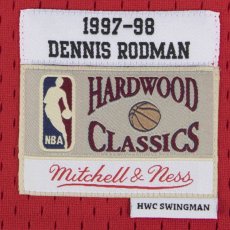 1997-98
DENNIS RODMAN
HARDWOOD
CLASSICS
NBA
Mitchell & Ness
HWC SWINGMAN